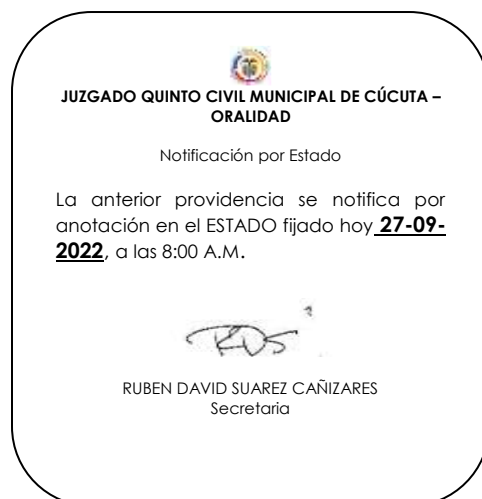 JUZGADO QUINTO CIVIL MUNICIPAL DE CÚCUTA –
ORALIDAD
Notificación por Estado
La anterior providencia se notifica por
anotación en el ESTADO fijado hoy 27-09-
2022, a las 8:00 A.M.
RDS
RUBEN DAVID SUAREZ CAÑIZARES
Secretaria